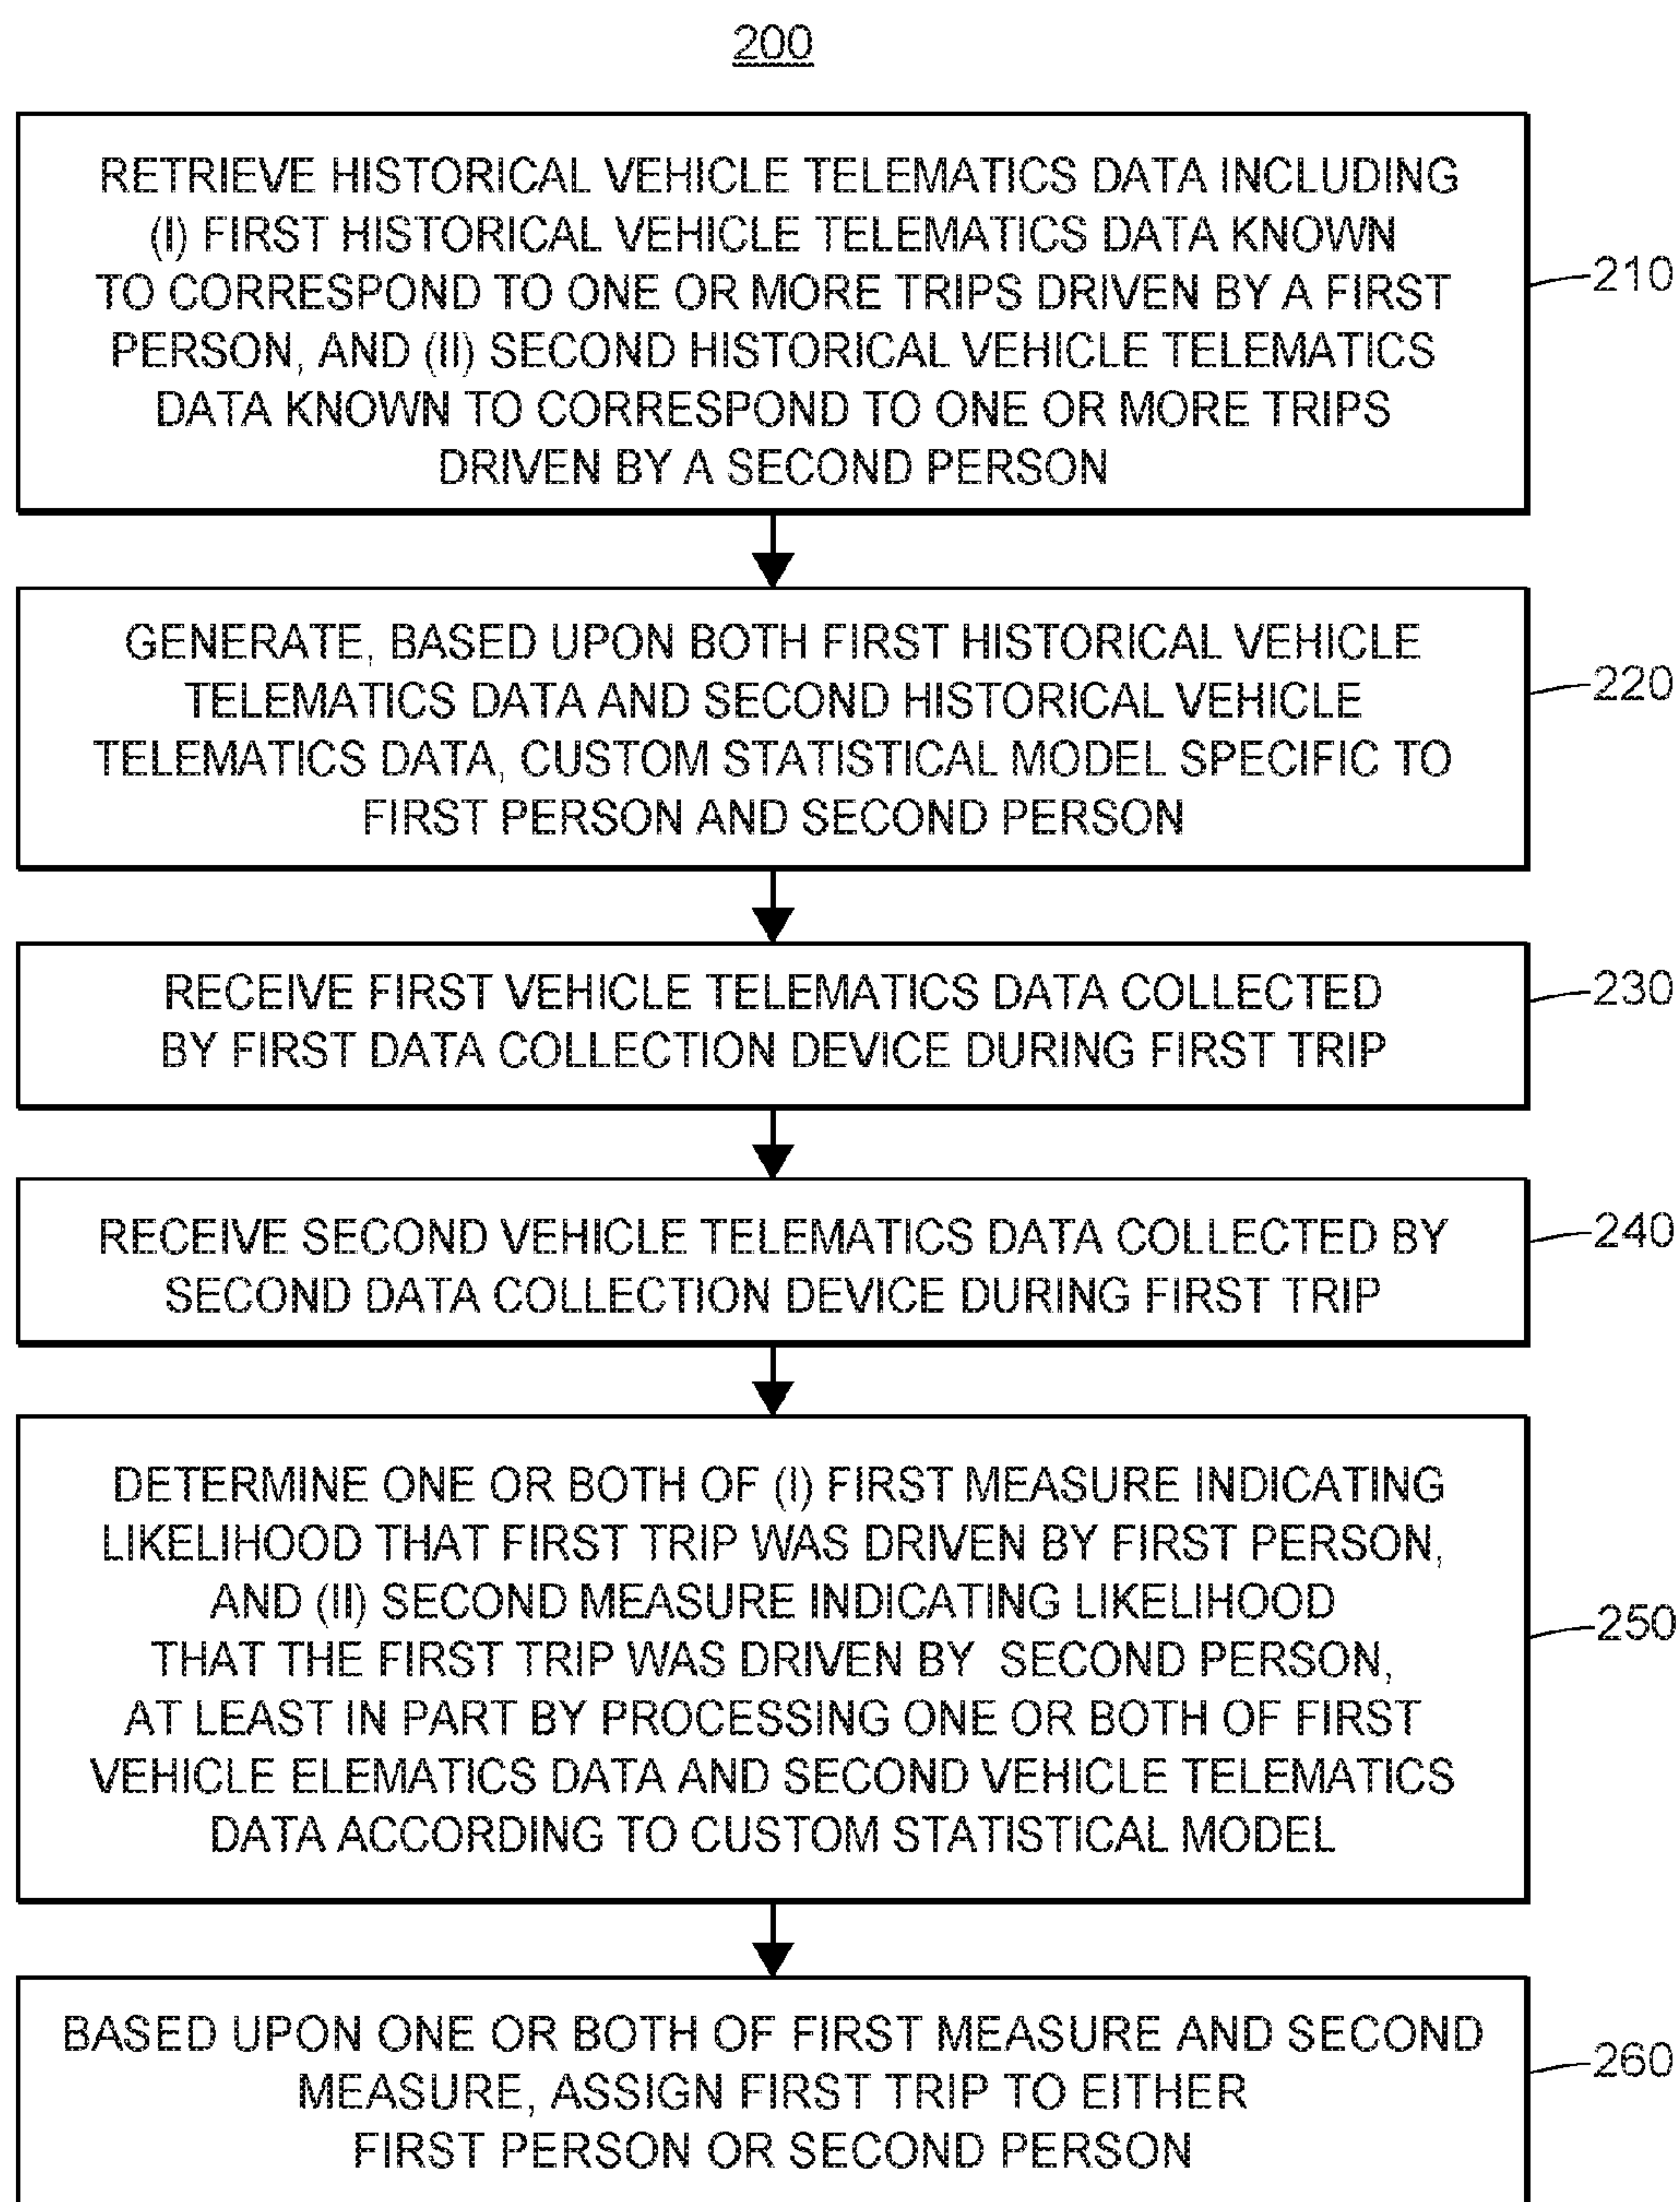 200
RETRIEVE HISTORICAL VEHICLE TELEMATICS DATA INCLUDING
(I) FIRST HISTORICAL VEHICLE TELEMATICS DATA KNOWN
TO CORRESPOND TO ONE OR MORE TRIPS DRIVEN BY A FIRST
PERSON, AND (II) SECOND HISTORICAL VEHICLE TELEMATICS
DATA KNOWN TO CORRESPOND TO ONE OR MORE TRIPS
DRIVEN BY A SECOND PERSON
210
GENERATE, BASED UPON BOTH FIRST HISTORICAL VEHICLE
TELEMATICS DATA AND SECOND HISTORICAL VEHICLE
TELEMATICS DATA, CUSTOM STATISTICAL MODEL SPECIFIC TO
FIRST PERSON AND SECOND PERSON
220
RECEIVE FIRST VEHICLE TELEMATICS DATA COLLECTED
BY FIRST DATA COLLECTION DEVICE DURING FIRST TRIP
230
RECEIVE SECOND VEHICLE TELEMATICS DATA COLLECTED BY
SECOND DATA COLLECTION DEVICE DURING FIRST TRIP
240
DETERMINE ONE OR BOTH OF (I) FIRST MEASURE INDICATING
LIKELIHOOD THAT FIRST TRIP WAS DRIVEN BY FIRST PERSON,
AND (II) SECOND MEASURE INDICATING LIKELIHOOD
THAT THE FIRST TRIP WAS DRIVEN BY SECOND PERSON,
AT LEAST IN PART BY PROCESSING ONE OR BOTH OF FIRST
VEHICLE ELEMATICS DATA AND SECOND VEHICLE TELEMATICS
DATA ACCORDING TO CUSTOM STATISTICAL MODEL
250
BASED UPON ONE OR BOTH OF FIRST MEASURE AND SECOND
MEASURE, ASSIGN FIRST TRIP TO EITHER
FIRST PERSON OR SECOND PERSON
260